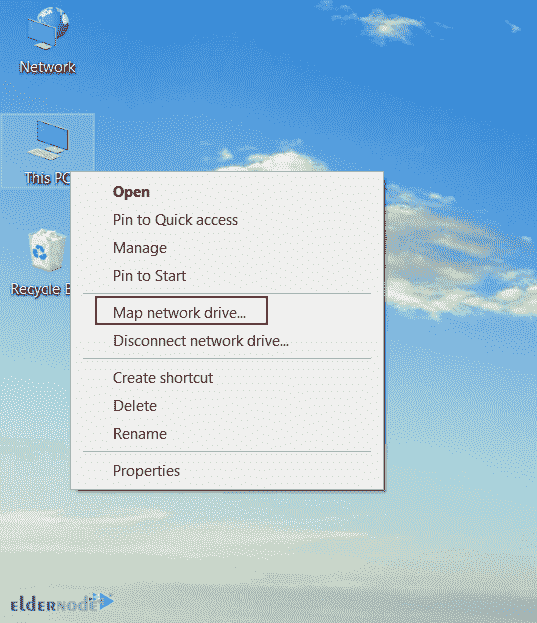 Network
This PC
Open
Pin to Quick access
Manage
Pin to Start
Recycle
Map network drive...
Disconnect network drive...
Create shortcut
Delete
Rename
Properties
ELDERNODE